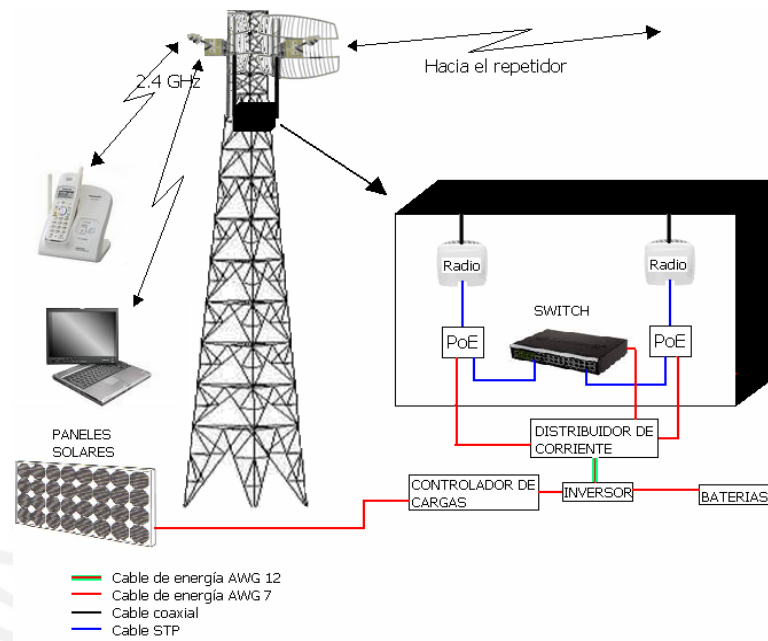 Hacia el repetidor
2.4 GHz
Radio
Radio
SWITCH
PoE
PoE
PANELES
SOLARES
DISTRIBUIDOR DE
CORRIENTE
CONTROLADOR DE
CARGAS
INVERSOR
BATERIAS
Cable de energía AWG 12
Cable de energía AWG 7
Cable coaxial
Cable STP